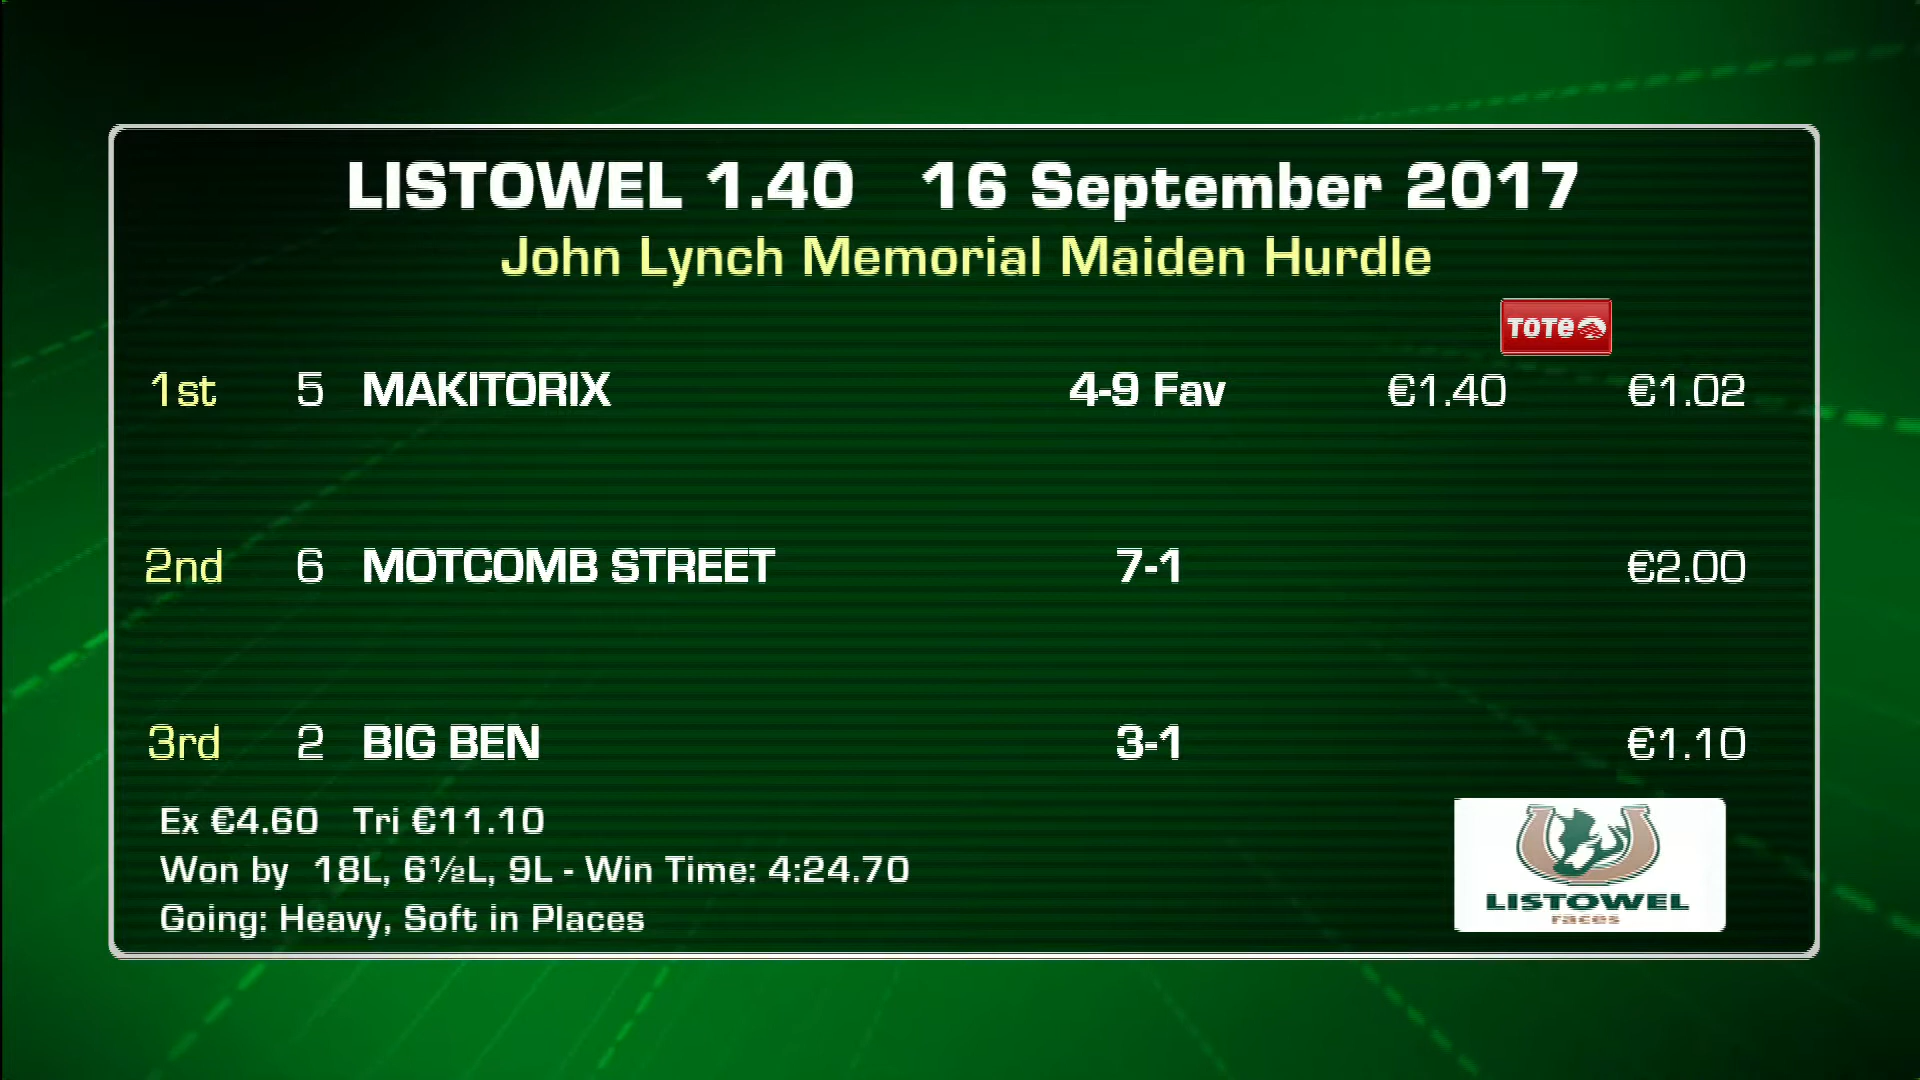 LISTOWEL 1.40 16 September 2017
John Lynch Memorial Maiden Hurdle
TOTE
1st 5 MAKITORIX 4-9 Fav €1.40 €1.02
2nd 6 MOTCOMB STREET 7-1 €2.00
3rd 2 BIG BEN 3-1 €1.10
Ex €4.60 Tri €11.10
Won by 18L, 6½L, 9L - Win Time: 4:24.70
Going: Heavy, Soft in Places
LISTOWEL
races